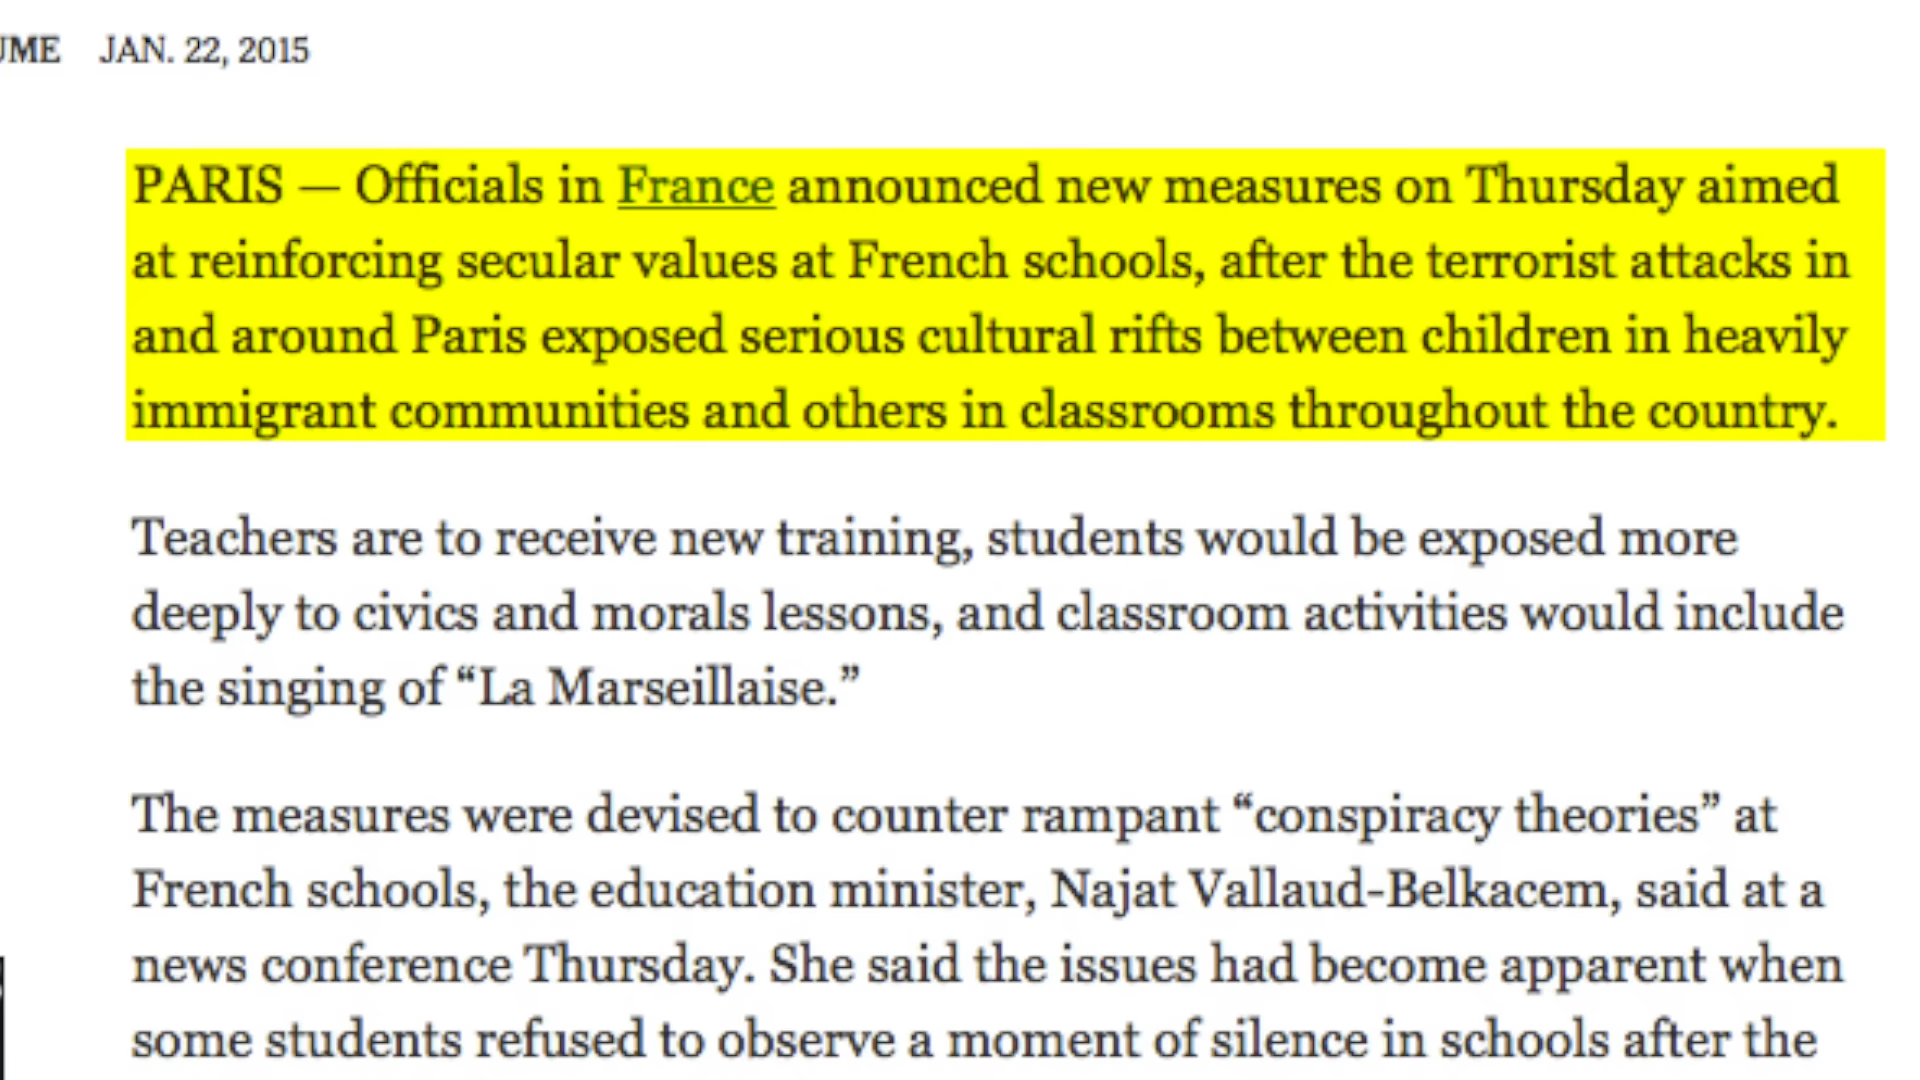 UME JAN. 22, 2015
PARIS — Officials in France announced new measures on Thursday aimed
at reinforcing secular values at French schools, after the terrorist attacks in
and around Paris exposed serious cultural rifts between children in heavily
immigrant communities and others in classrooms throughout the country.
Teachers are to receive new training, students would be exposed more
deeply to civics and morals lessons, and classroom activities would include
the singing of “La Marseillaise.”
The measures were devised to counter rampant “conspiracy theories” at
French schools, the education minister, Najat Vallaud-Belkacem, said at a
news conference Thursday. She said the issues had become apparent when
some students refused to observe a moment of silence in schools after the